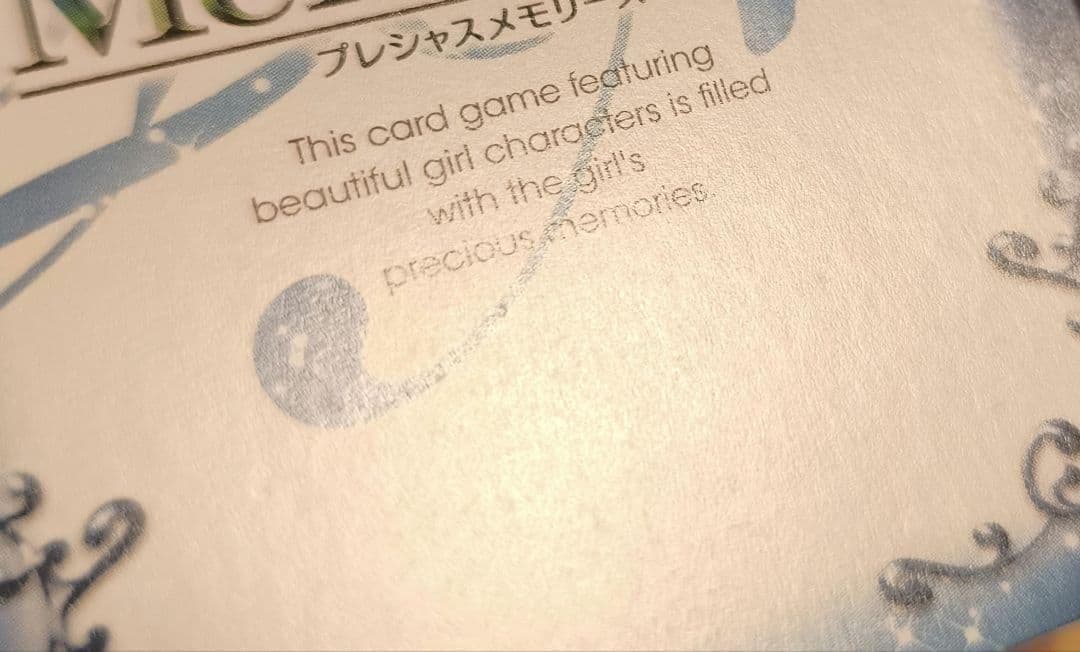 プレシャスメモリーズ
This card game featuring
beautiful girl characters is filled
with the girl's
precious memories.